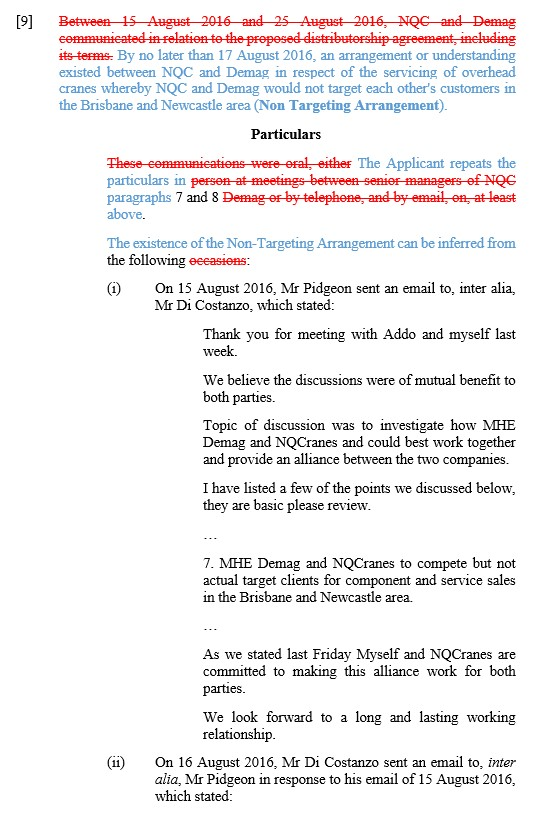 [9] Between 15 August 2016 and 25 August 2016, NQC and Demag
communicated in relation to the proposed distributorship agreement, including
its terms. By no later than 17 August 2016, an arrangement or understanding
existed between NQC and Demag in respect of the servicing of overhead
cranes whereby NQC and Demag would not target each other's customers in
the Brisbane and Newcastle area (Non Targeting Arrangement).
Particulars
These communications were oral, either The Applicant repeats the
particulars in person at meetings between senior managers of NQC
paragraphs 7 and 8 Demag or by telephone, and by email, on, at least
above.
The existence of the Non-Targeting Arrangement can be inferred from
the following occasions:
(i) On 15 August 2016, Mr Pidgeon sent an email to, inter alia,
Mr Di Costanzo, which stated:
Thank you for meeting with Addo and myself last
week.
We believe the discussions were of mutual benefit to
both parties.
Topic of discussion was to investigate how MHE
Demag and NQCranes and could best work together
and provide an alliance between the two companies.
I have listed a few of the points we discussed below,
they are basic please review.
...
7. MHE Demag and NQCranes to compete but not
actual target clients for component and service sales
in the Brisbane and Newcastle area.
...
As we stated last Friday Myself and NQCranes are
committed to making this alliance work for both
parties.
We look forward to a long and lasting working
relationship.
(ii) On 16 August 2016, Mr Di Costanzo sent an email to, inter
alia, Mr Pidgeon in response to his email of 15 August 2016,
which stated: